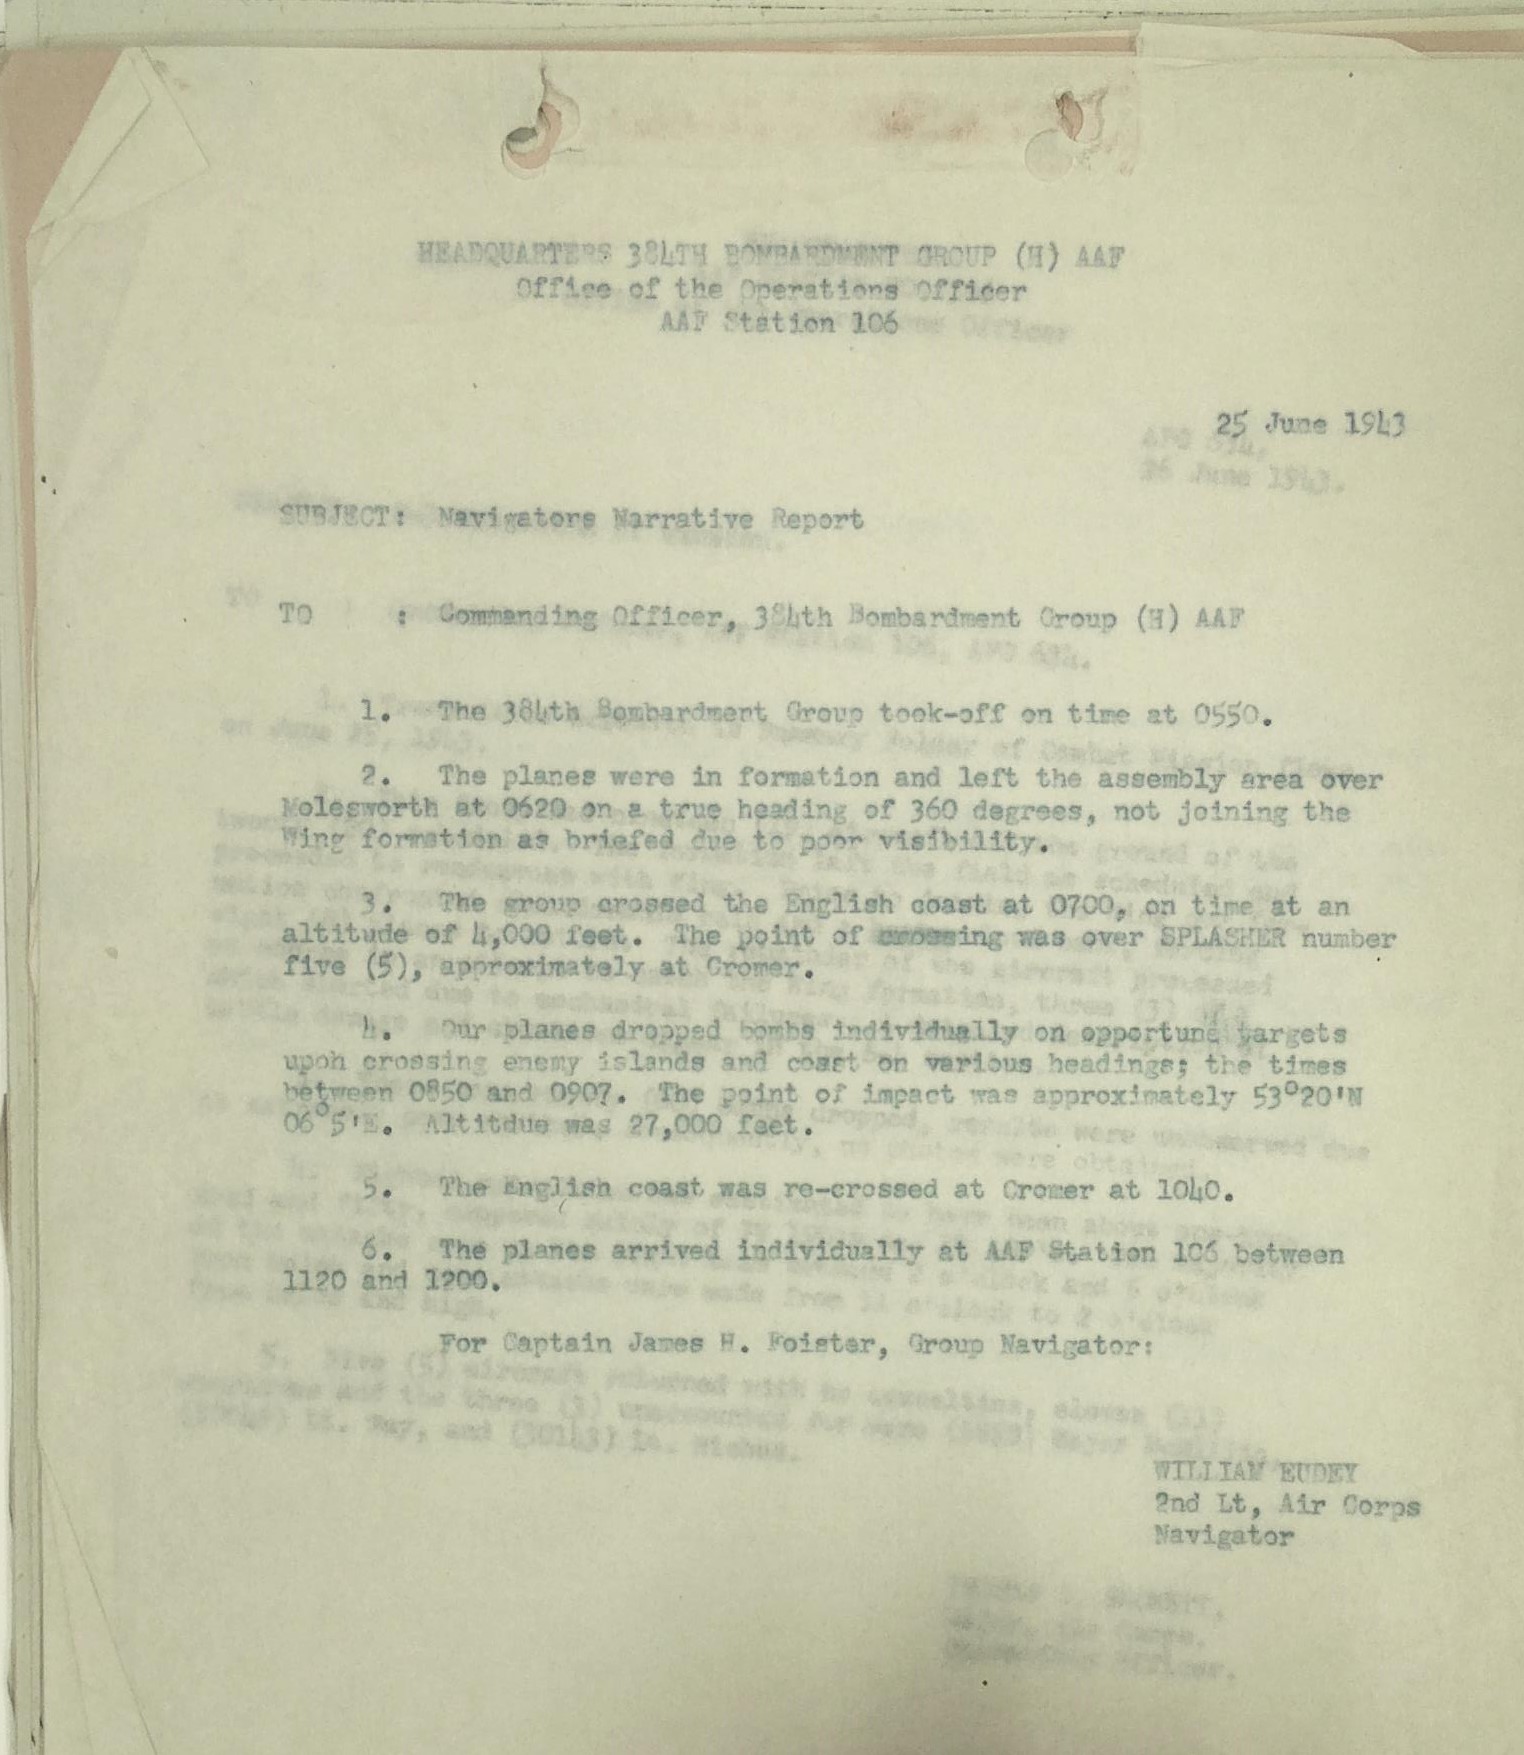 HEADQUARTERS 384TH BOMBARDMENT GROUP (H) AAF
Office of the Operations Officer
AAF Station 106
25 June 1943
SUBJECT: Navigators Narrative Report
TO : Commanding Officer, 384th Bombardment Group (H) AAF
1. The 384th Bombardment Group took-off on time at 0550.
2. The planes were in formation and left the assembly area over
Molesworth at 0620 on a true heading of 360 degrees, not joining the
Wing formation as briefed due to poor visibility.
3. The group crossed the English coast at 0700, on time at an
altitude of 4,000 feet. The point of crossing was over SPLASHER number
five (5), approximately at Cromer.
4. Our planes dropped bombs individually on opportune targets
upon crossing enemy islands and coast on various headings; the times
between 0850 and 0907. The point of impact was approximately 53°20'N
06°5'E. Altitdue was 27,000 feet.
5. The English coast was re-crossed at Cromer at 1040.
6. The planes arrived individually at AAF Station 106 between
1120 and 1200.
For Captain James H. Foister, Group Navigator:
WILLIAM EUDEY
2nd Lt, Air Corps
Navigator